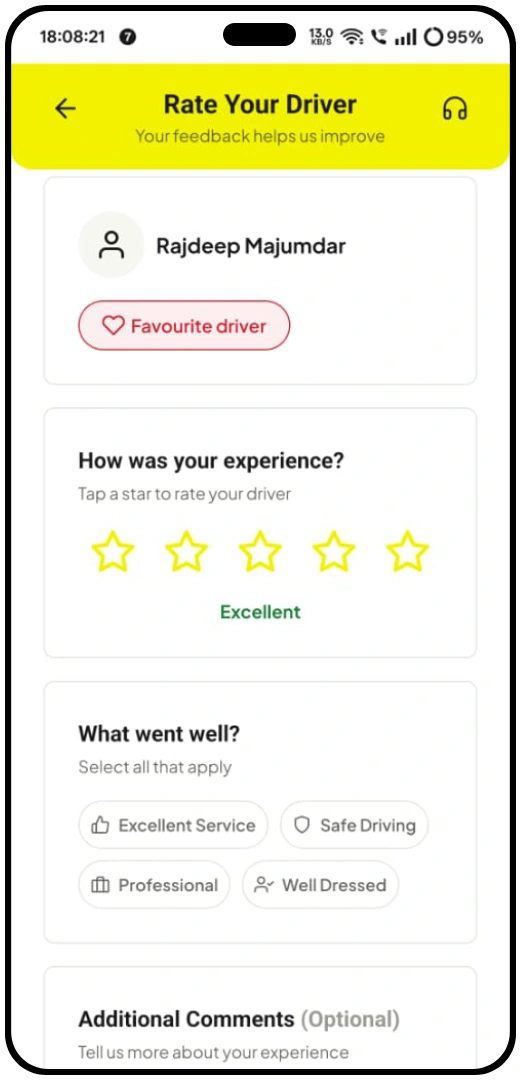 18:08:21 7 13.0 KB/S 95%
Rate Your Driver
Your feedback helps us improve
Rajdeep Majumdar
Favourite driver
How was your experience?
Tap a star to rate your driver
Excellent
What went well?
Select all that apply
Excellent Service Safe Driving
Professional Well Dressed
Additional Comments (Optional)
Tell us more about your experience